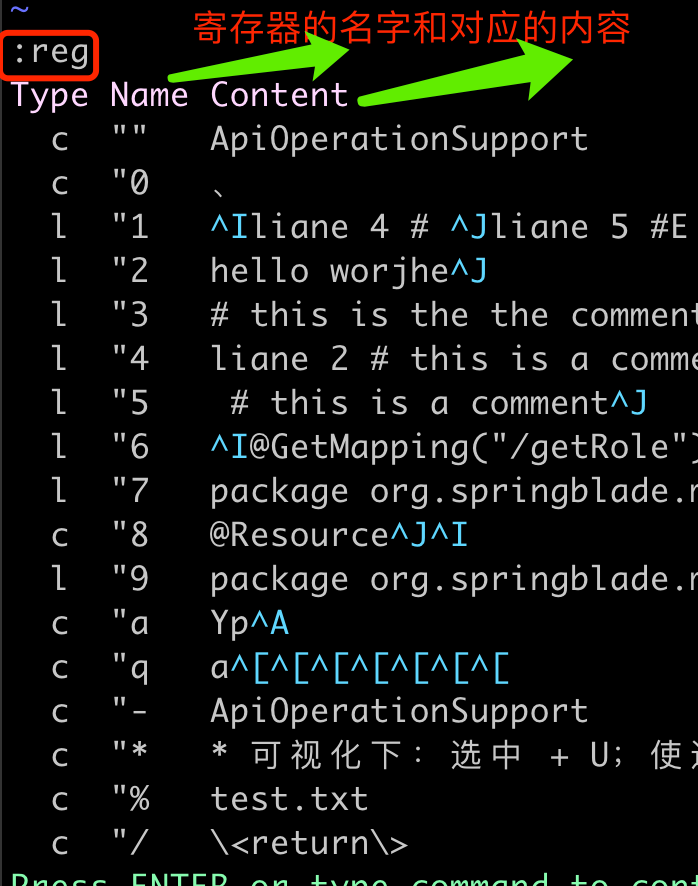 ~
寄存器的名字和对应的内容
:reg
Type Name Content
c "" ApiOperationSupport
c "0 、
l "1 ^Iliane 4 # ^Jliane 5 #E
l "2 hello worjhe^J
l "3 # this is the the comment
l "4 liane 2 # this is a comme
l "5 # this is a comment^J
l "6 ^I@GetMapping("/getRole")
l "7 package org.springblade.m
c "8 @Resource^J^I
l "9 package org.springblade.m
c "a Yp^A
c "q a^[^[^[^[^[^[^[
c "- ApiOperationSupport
c "* * 可视化下：选中 + U；使
c "% test.txt
c "/ \<return\>
Press ENTER or type command to cont